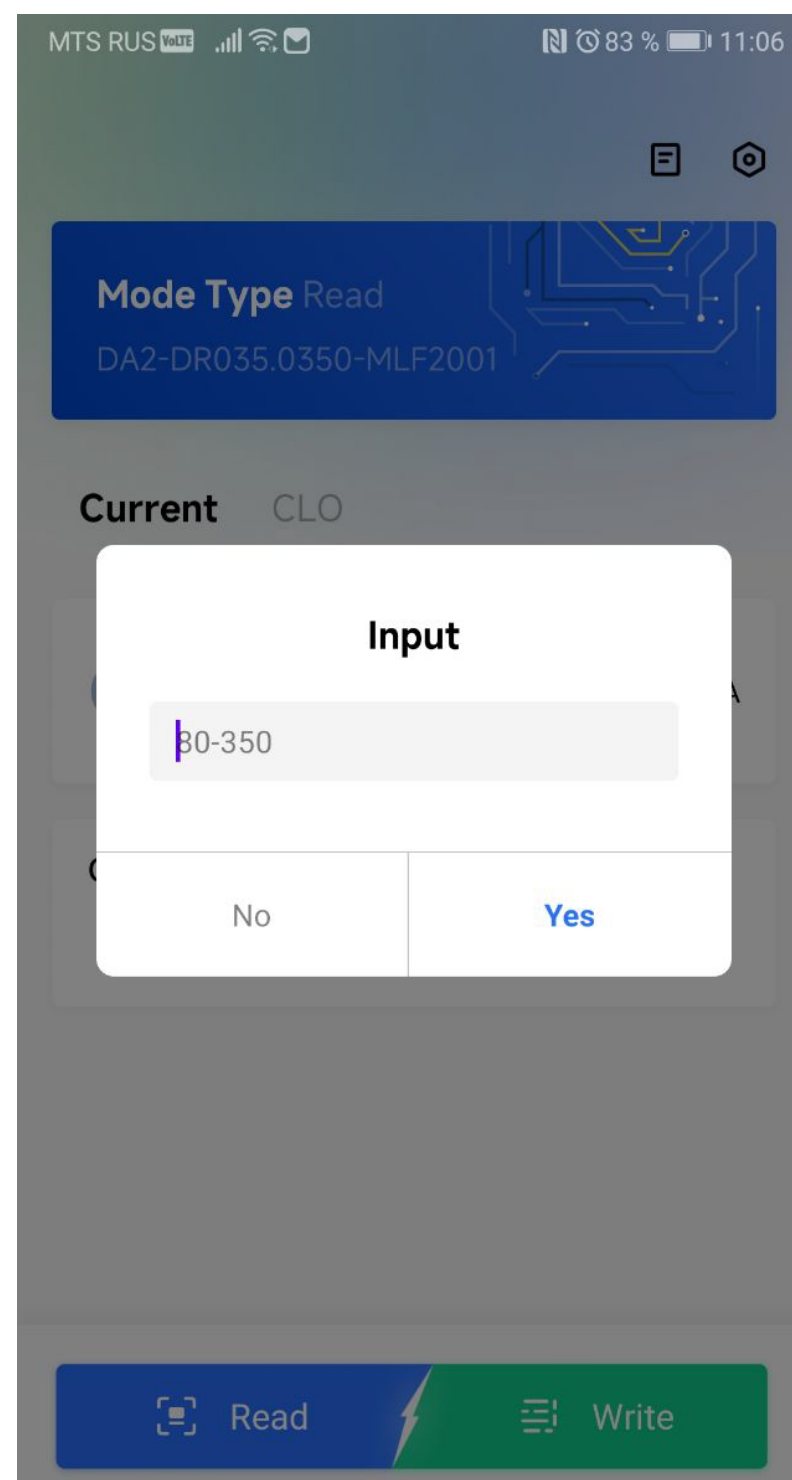 MTS RUS VoLTE 83 % 11:06
Mode Type Read
DA2-DR035.0350-MLF2001
Current CLO
Input
A
80-350
No Yes
Read Write